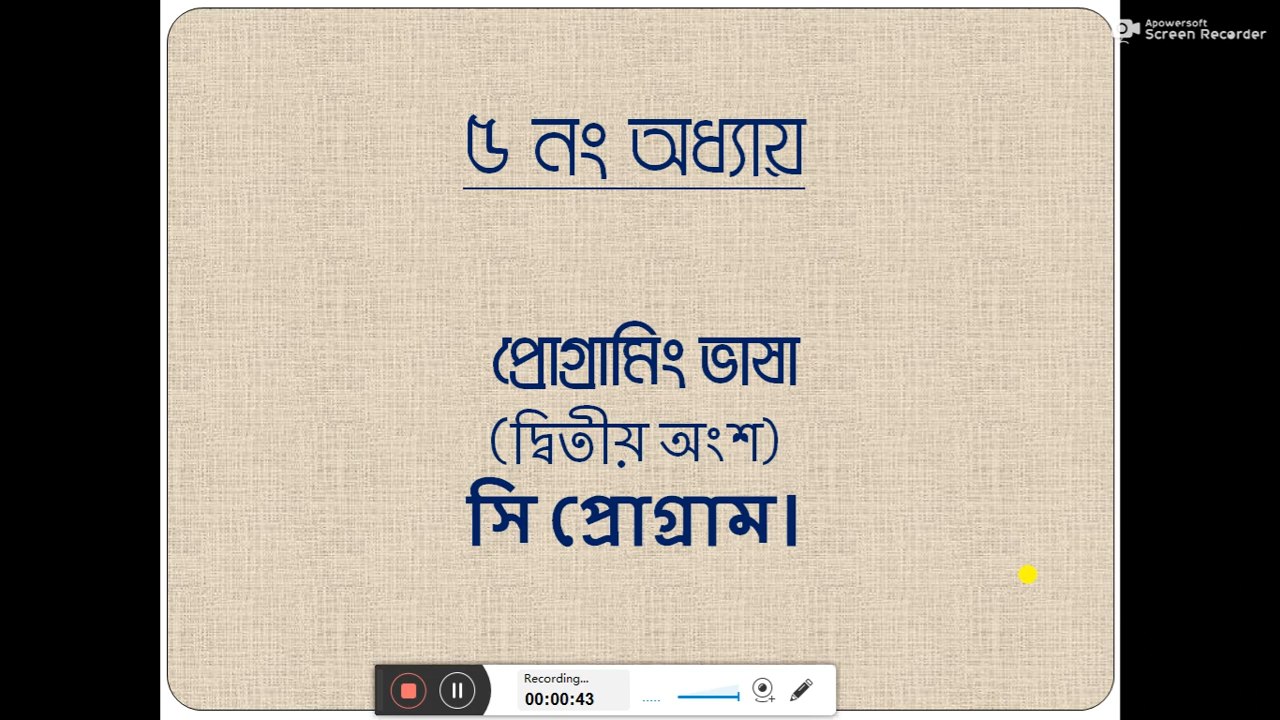 Apowersoft
Screen Recorder
৫ নং অধ্যায়
প্রোগ্রামিং ভাষা
(দ্বিতীয় অংশ)
সি প্রোগ্রাম।
Recording...
00:00:43